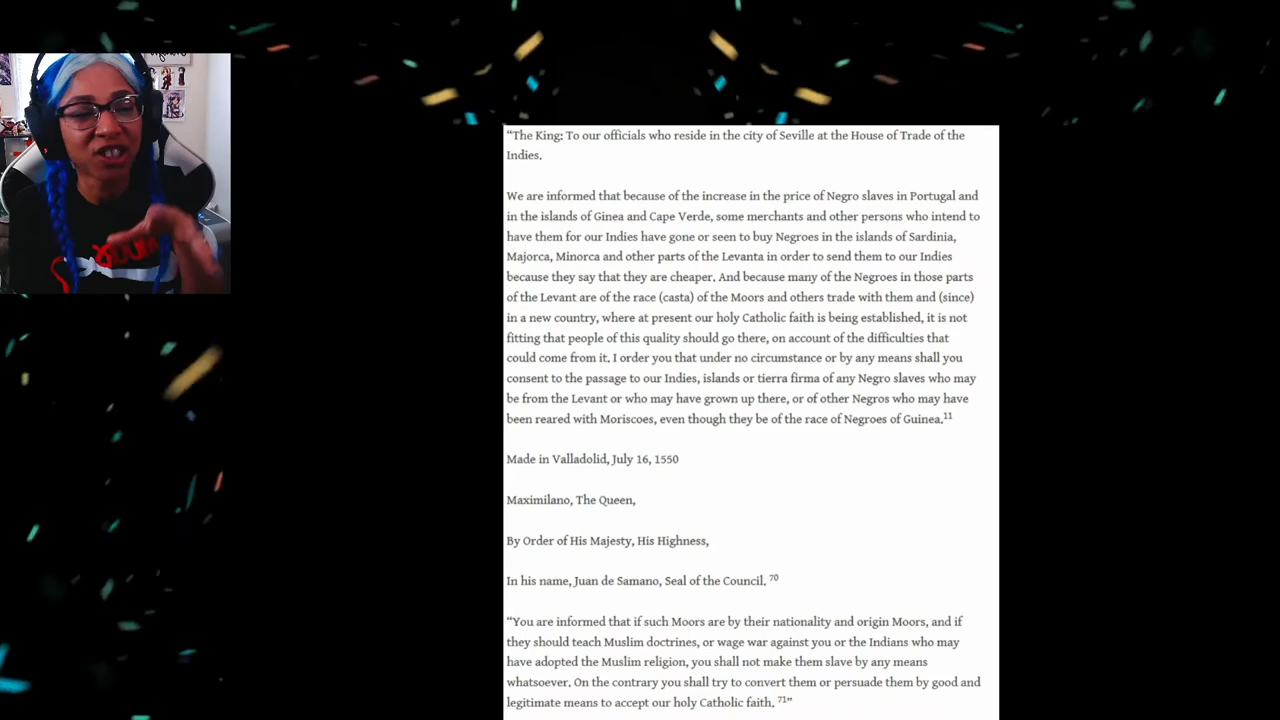 “The King: To our officials who reside in the city of Seville at the House of Trade of the
Indies.
We are informed that because of the increase in the price of Negro slaves in Portugal and
in the islands of Ginea and Cape Verde, some merchants and other persons who intend to
have them for our Indies have gone or seen to buy Negroes in the islands of Sardinia,
Majorca, Minorca and other parts of the Levanta in order to send them to our Indies
because they say that they are cheaper. And because many of the Negroes in those parts
of the Levant are of the race (casta) of the Moors and others trade with them and (since)
in a new country, where at present our holy Catholic faith is being established, it is not
fitting that people of this quality should go there, on account of the difficulties that
could come from it. I order you that under no circumstance or by any means shall you
consent to the passage to our Indies, islands or tierra firma of any Negro slaves who may
be from the Levant or who may have grown up there, or of other Negros who may have
been reared with Moriscoes, even though they be of the race of Negroes of Guinea.11
Made in Valladolid, July 16, 1550
Maximilano, The Queen,
By Order of His Majesty, His Highness,
In his name, Juan de Samano, Seal of the Council. 70
“You are informed that if such Moors are by their nationality and origin Moors, and if
they should teach Muslim doctrines, or wage war against you or the Indians who may
have adopted the Muslim religion, you shall not make them slave by any means
whatsoever. On the contrary you shall try to convert them or persuade them by good and
legitimate means to accept our holy Catholic faith. 71”